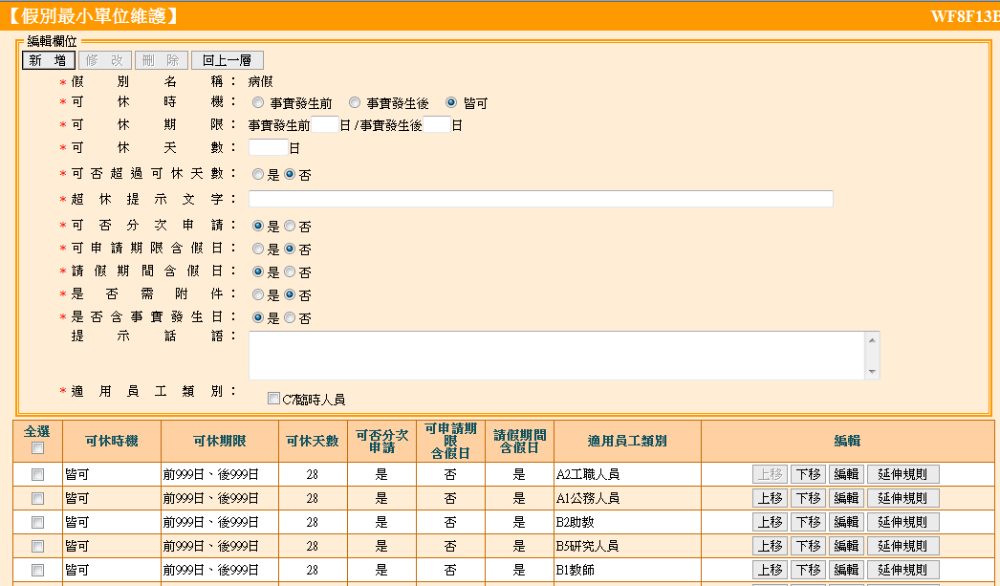 【假別最小單位維護】 WF8F13E
編輯欄位
新 增 修 改 刪 除 回上一層
*假 別 名 稱： 病假
*可 休 時 機： 事實發生前 事實發生後 皆可
*可 休 期 限： 事實發生前 日/事實發生後 日
*可 休 天 數： 日
*可 否 超 過 可 休 天 數： 是 否
*超 休 提 示 文 字：
*可 否 分 次 申 請： 是 否
*可 申 請 期 限 含 假 日： 是 否
*請 假 期 間 含 假 日： 是 否
*是 否 需 附 件： 是 否
*是 否 含 事 實 發 生 日： 是 否
提 示 話 語：
*適 用 員 工 類 別： C7臨時人員
全選 可休時機 可休期限 可休天數 可否分次申請 可申請期限含假日 請假期間含假日 適用員工類別 編輯
皆可 前999日、後999日 28 是 否 是 A2工職人員 上移 下移 編輯 延伸規則
皆可 前999日、後999日 28 是 否 是 A1公務人員 上移 下移 編輯 延伸規則
皆可 前999日、後999日 28 是 否 是 B2助教 上移 下移 編輯 延伸規則
皆可 前999日、後999日 28 是 否 是 B5研究人員 上移 下移 編輯 延伸規則
皆可 前999日、後999日 28 是 否 是 B1教師 上移 下移 編輯 延伸規則